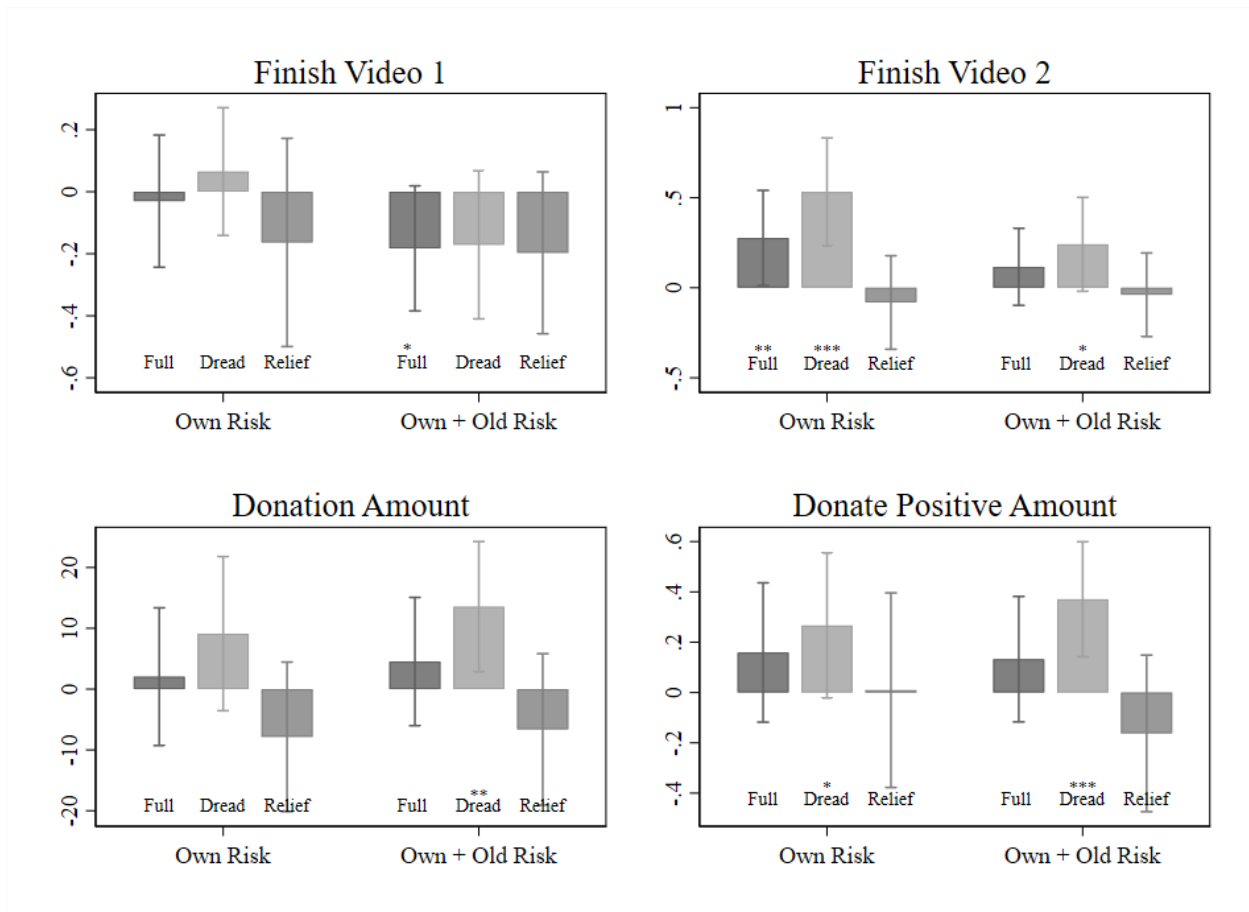 Finish Video 1
.2
0
-.2
-.4
-.6
*
Full Dread Relief Full Dread Relief
Own Risk Own + Old Risk
Finish Video 2
1
.5
0
-.5
** *** *
Full Dread Relief Full Dread Relief
Own Risk Own + Old Risk
Donation Amount
20
10
0
-10
-20
**
Full Dread Relief Full Dread Relief
Own Risk Own + Old Risk
Donate Positive Amount
.6
.4
.2
0
-.2
-.4
* ***
Full Dread Relief Full Dread Relief
Own Risk Own + Old Risk